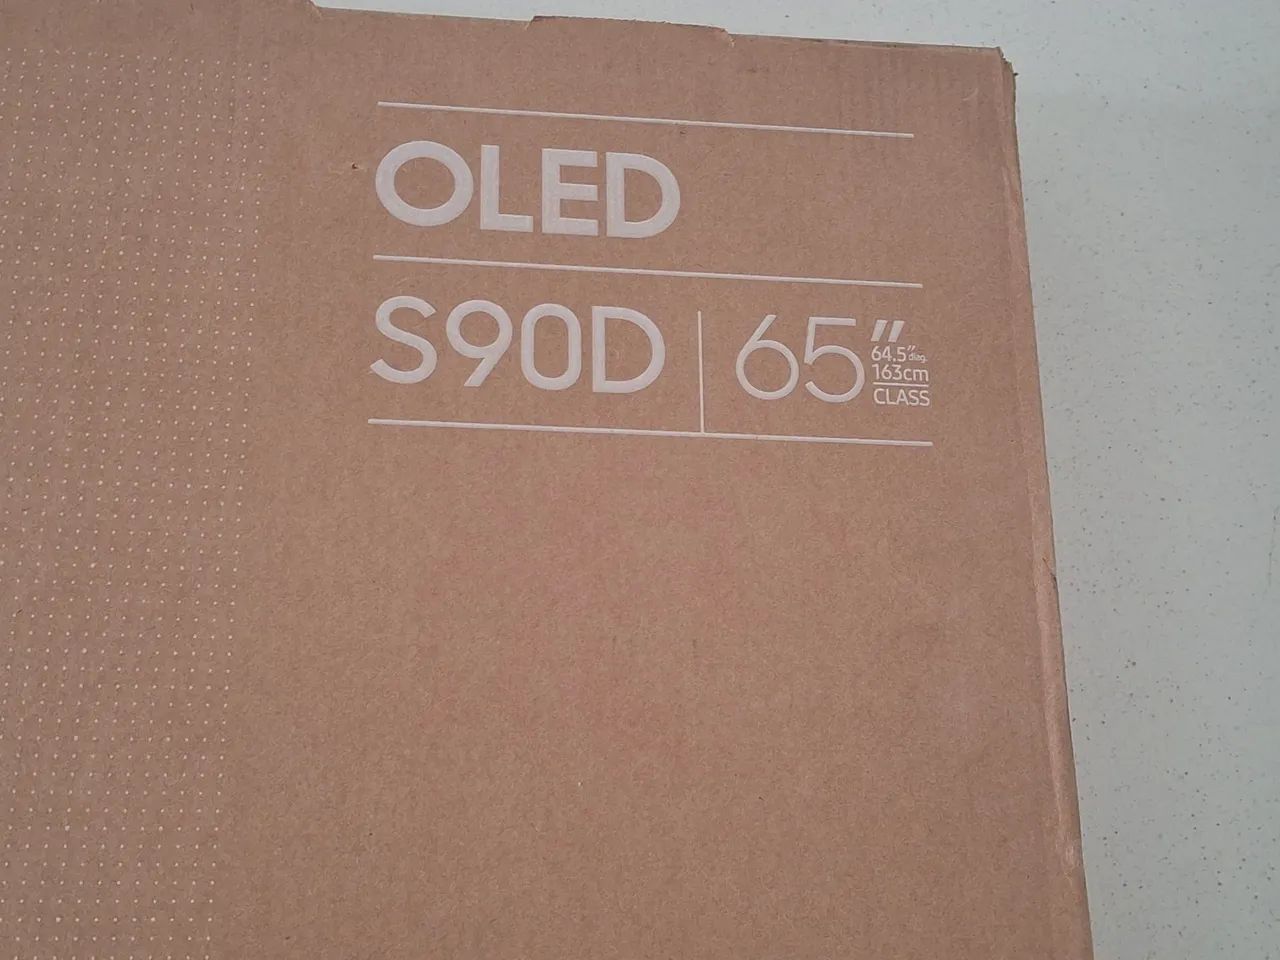 OLED
S90D | 65"
64.5" diag.
163cm
CLASS